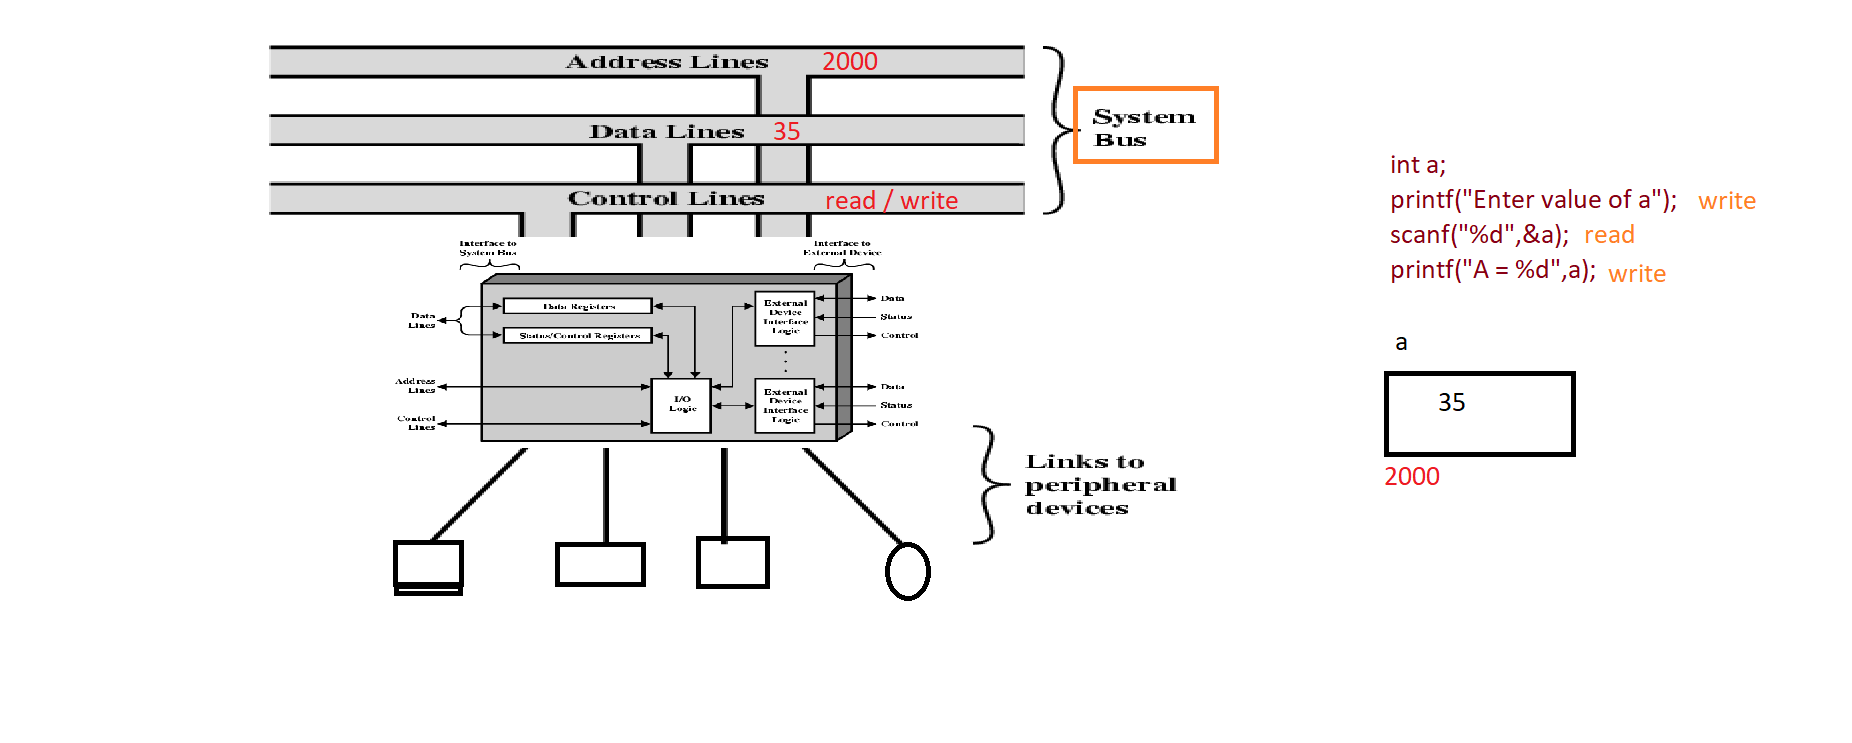 Address Lines 2000
Data Lines 35
Control Lines read / write
System
Bus
Interface to
System Bus
Interface to
External Device
Data
Lines
Address
Lines
Control
Lines
Data Registers
Status/Control Registers
I/O
Logic
External
Device
Interface
Logic
Data
Status
Control
External
Device
Interface
Logic
Data
Status
Control
Links to
peripheral
devices
int a;
printf("Enter value of a"); write
scanf("%d",&a); read
printf("A = %d",a); write
a
35
2000